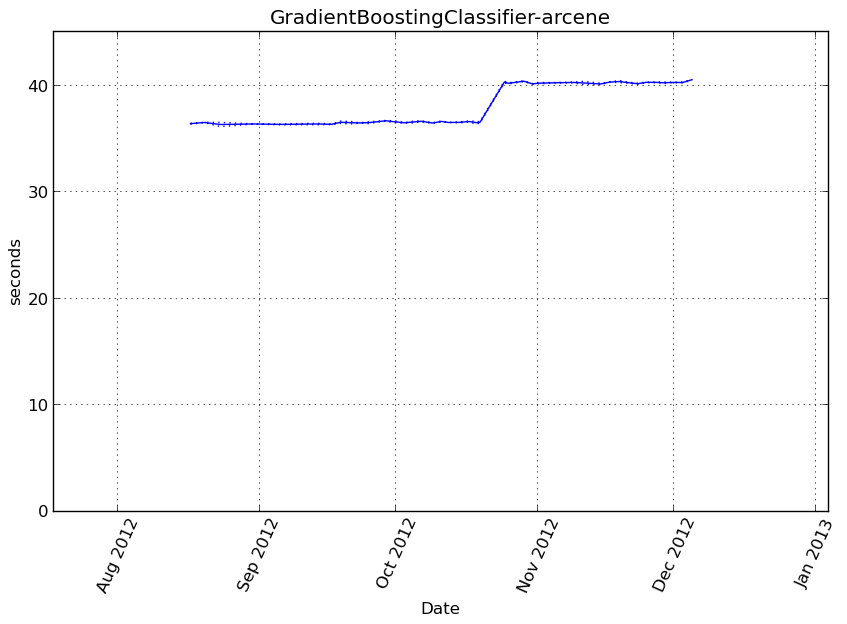 GradientBoostingClassifier-arcene
40
30
20
10
0
seconds
Aug 2012
Sep 2012
Oct 2012
Nov 2012
Dec 2012
Jan 2013
Date